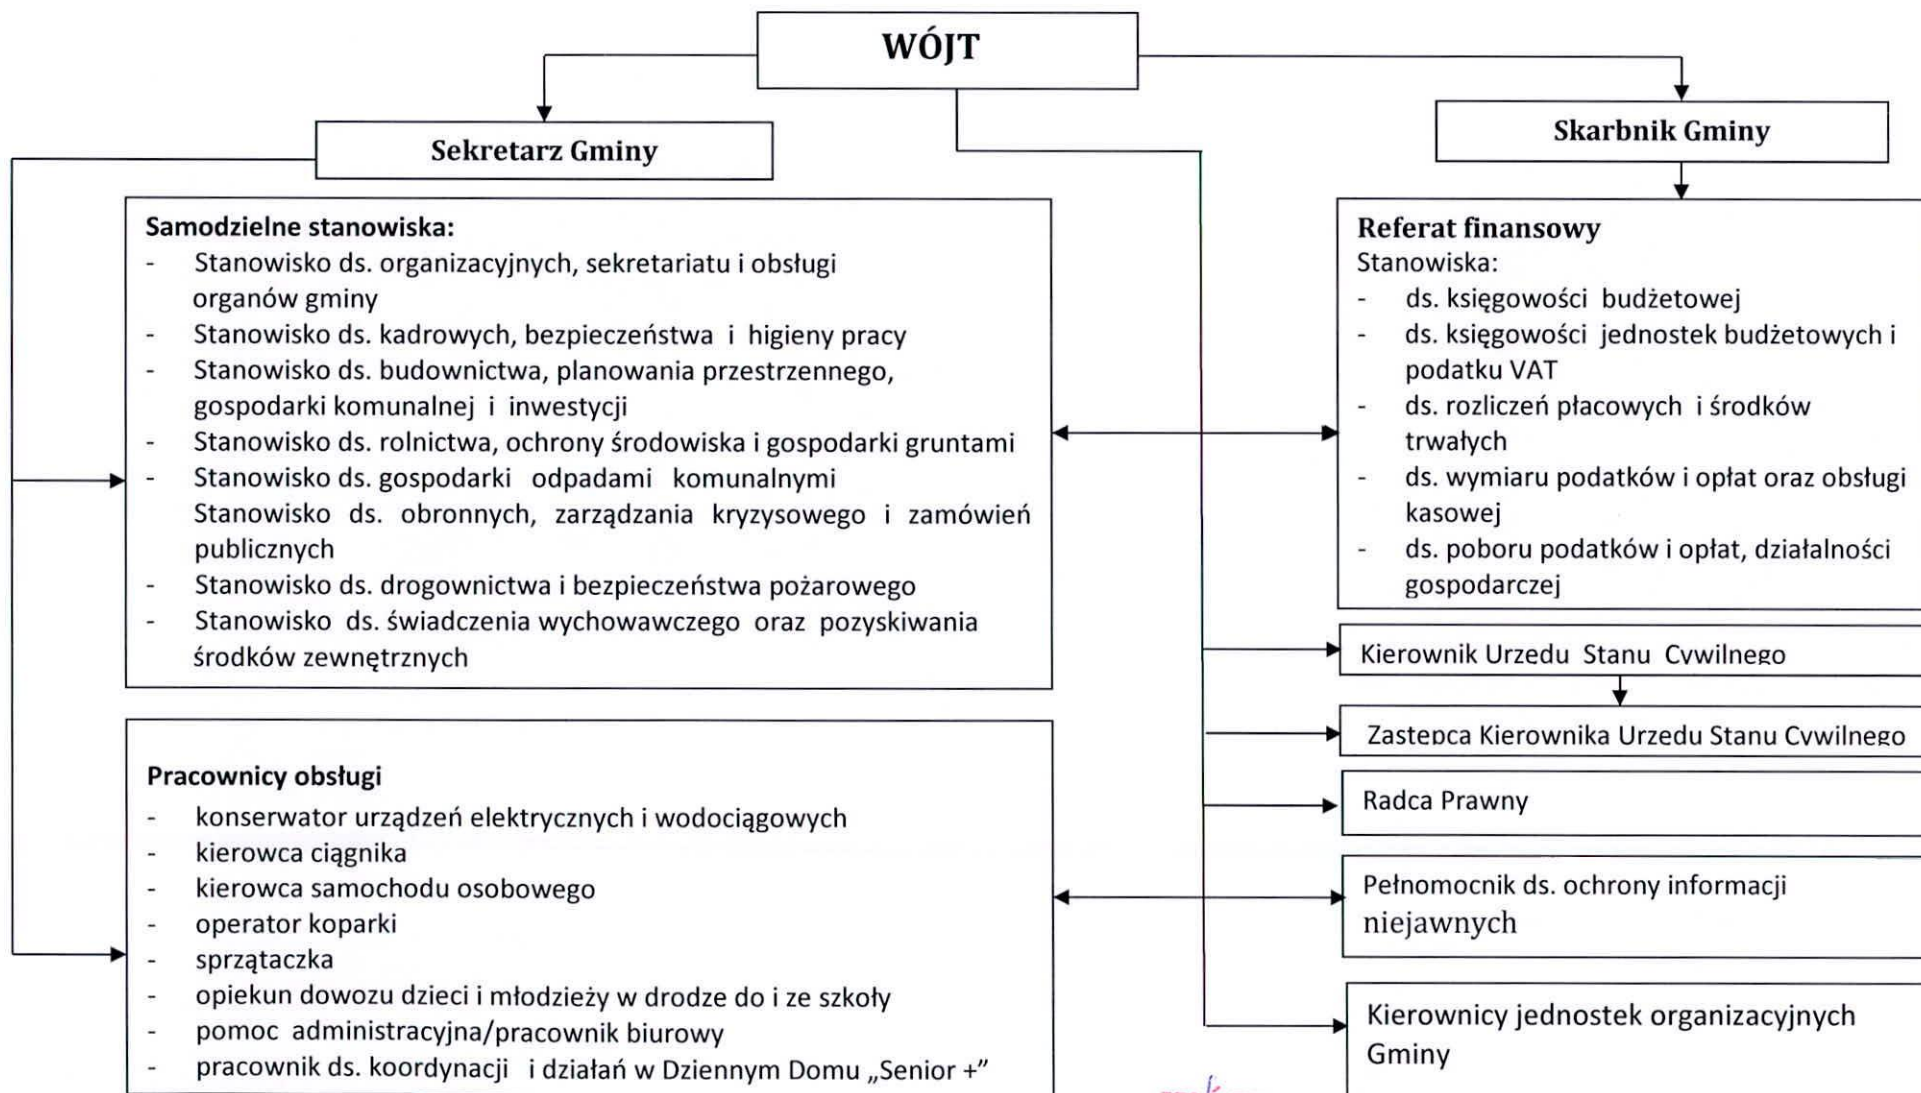 WÓJT
Sekretarz Gminy
Skarbnik Gminy
Samodzielne stanowiska:
- Stanowisko ds. organizacyjnych, sekretariatu i obsługi
organów gminy
- Stanowisko ds. kadrowych, bezpieczeństwa i higieny pracy
- Stanowisko ds. budownictwa, planowania przestrzennego,
gospodarki komunalnej i inwestycji
- Stanowisko ds. rolnictwa, ochrony środowiska i gospodarki gruntami
- Stanowisko ds. gospodarki odpadami komunalnymi
Stanowisko ds. obronnych, zarządzania kryzysowego i zamówień
publicznych
- Stanowisko ds. drogownictwa i bezpieczeństwa pożarowego
- Stanowisko ds. świadczenia wychowawczego oraz pozyskiwania
środków zewnętrznych
Referat finansowy
Stanowiska:
- ds. księgowości budżetowej
- ds. księgowości jednostek budżetowych i
podatku VAT
- ds. rozliczeń płacowych i środków
trwałych
- ds. wymiaru podatków i opłat oraz obsługi
kasowej
- ds. poboru podatków i opłat, działalności
gospodarczej
Kierownik Urzedu Stanu Cywilnego
Zastepca Kierownika Urzedu Stanu Cywilnego
Radca Prawny
Pełnomocnik ds. ochrony informacji
niejawnych
Kierownicy jednostek organizacyjnych
Gminy
Pracownicy obsługi
- konserwator urządzeń elektrycznych i wodociągowych
- kierowca ciągnika
- kierowca samochodu osobowego
- operator koparki
- sprzątaczka
- opiekun dowozu dzieci i młodzieży w drodze do i ze szkoły
- pomoc administracyjna/pracownik biurowy
- pracownik ds. koordynacji i działań w Dziennym Domu „Senior +”